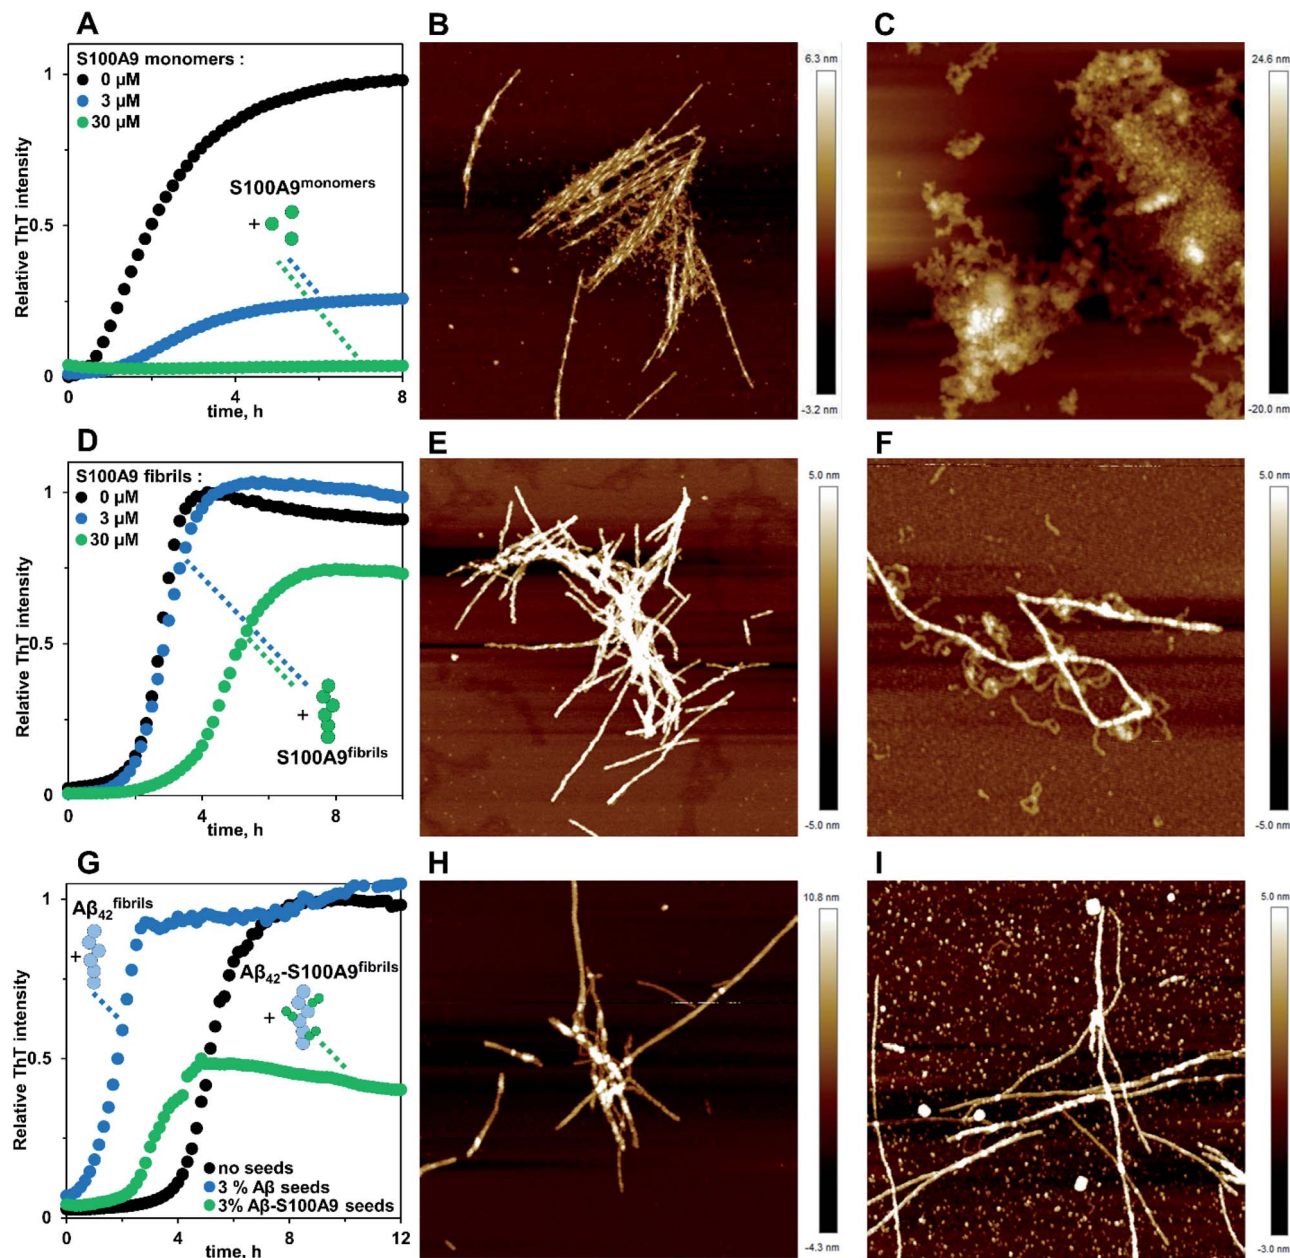 A
S100A9 monomers :
0 µM
3 µM
30 µM
S100A9monomers
+
1
0.5
0
Relative ThT intensity
0 4 8
time, h
B
6.3 nm
-3.2 nm
C
24.6 nm
-20.0 nm
D
S100A9 fibrils :
0 µM
3 µM
30 µM
+
S100A9fibrils
1
0.5
0
Relative ThT intensity
0 4 8
time, h
E
5.0 nm
-5.0 nm
F
5.0 nm
-5.0 nm
G
Aβ42fibrils
+
Aβ42-S100A9fibrils
+
no seeds
3 % Aβ seeds
3% Aβ-S100A9 seeds
1
0.5
0
Relative ThT intensity
0 4 8 12
time, h
H
10.8 nm
-4.3 nm
I
5.0 nm
-3.0 nm